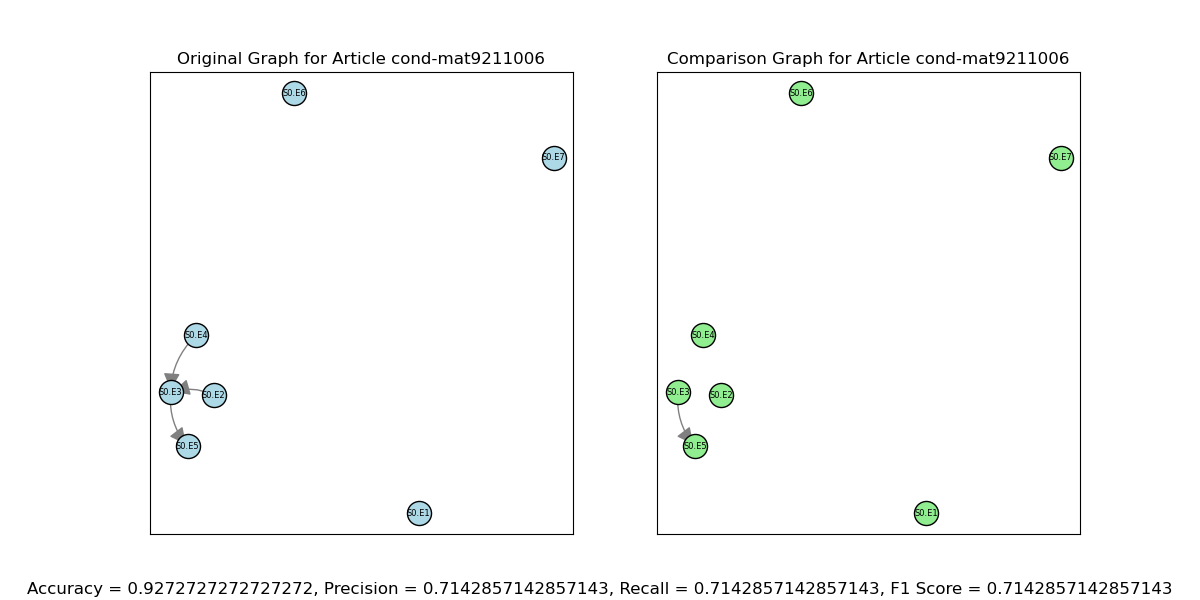 Original Graph for Article cond-mat9211006
Comparison Graph for Article cond-mat9211006
S0.E6
S0.E6
S0.E7
S0.E7
S0.E4
S0.E4
S0.E3
S0.E2
S0.E3
S0.E2
S0.E5
S0.E5
S0.E1
S0.E1
Accuracy = 0.9272727272727272, Precision = 0.7142857142857143, Recall = 0.7142857142857143, F1 Score = 0.7142857142857143